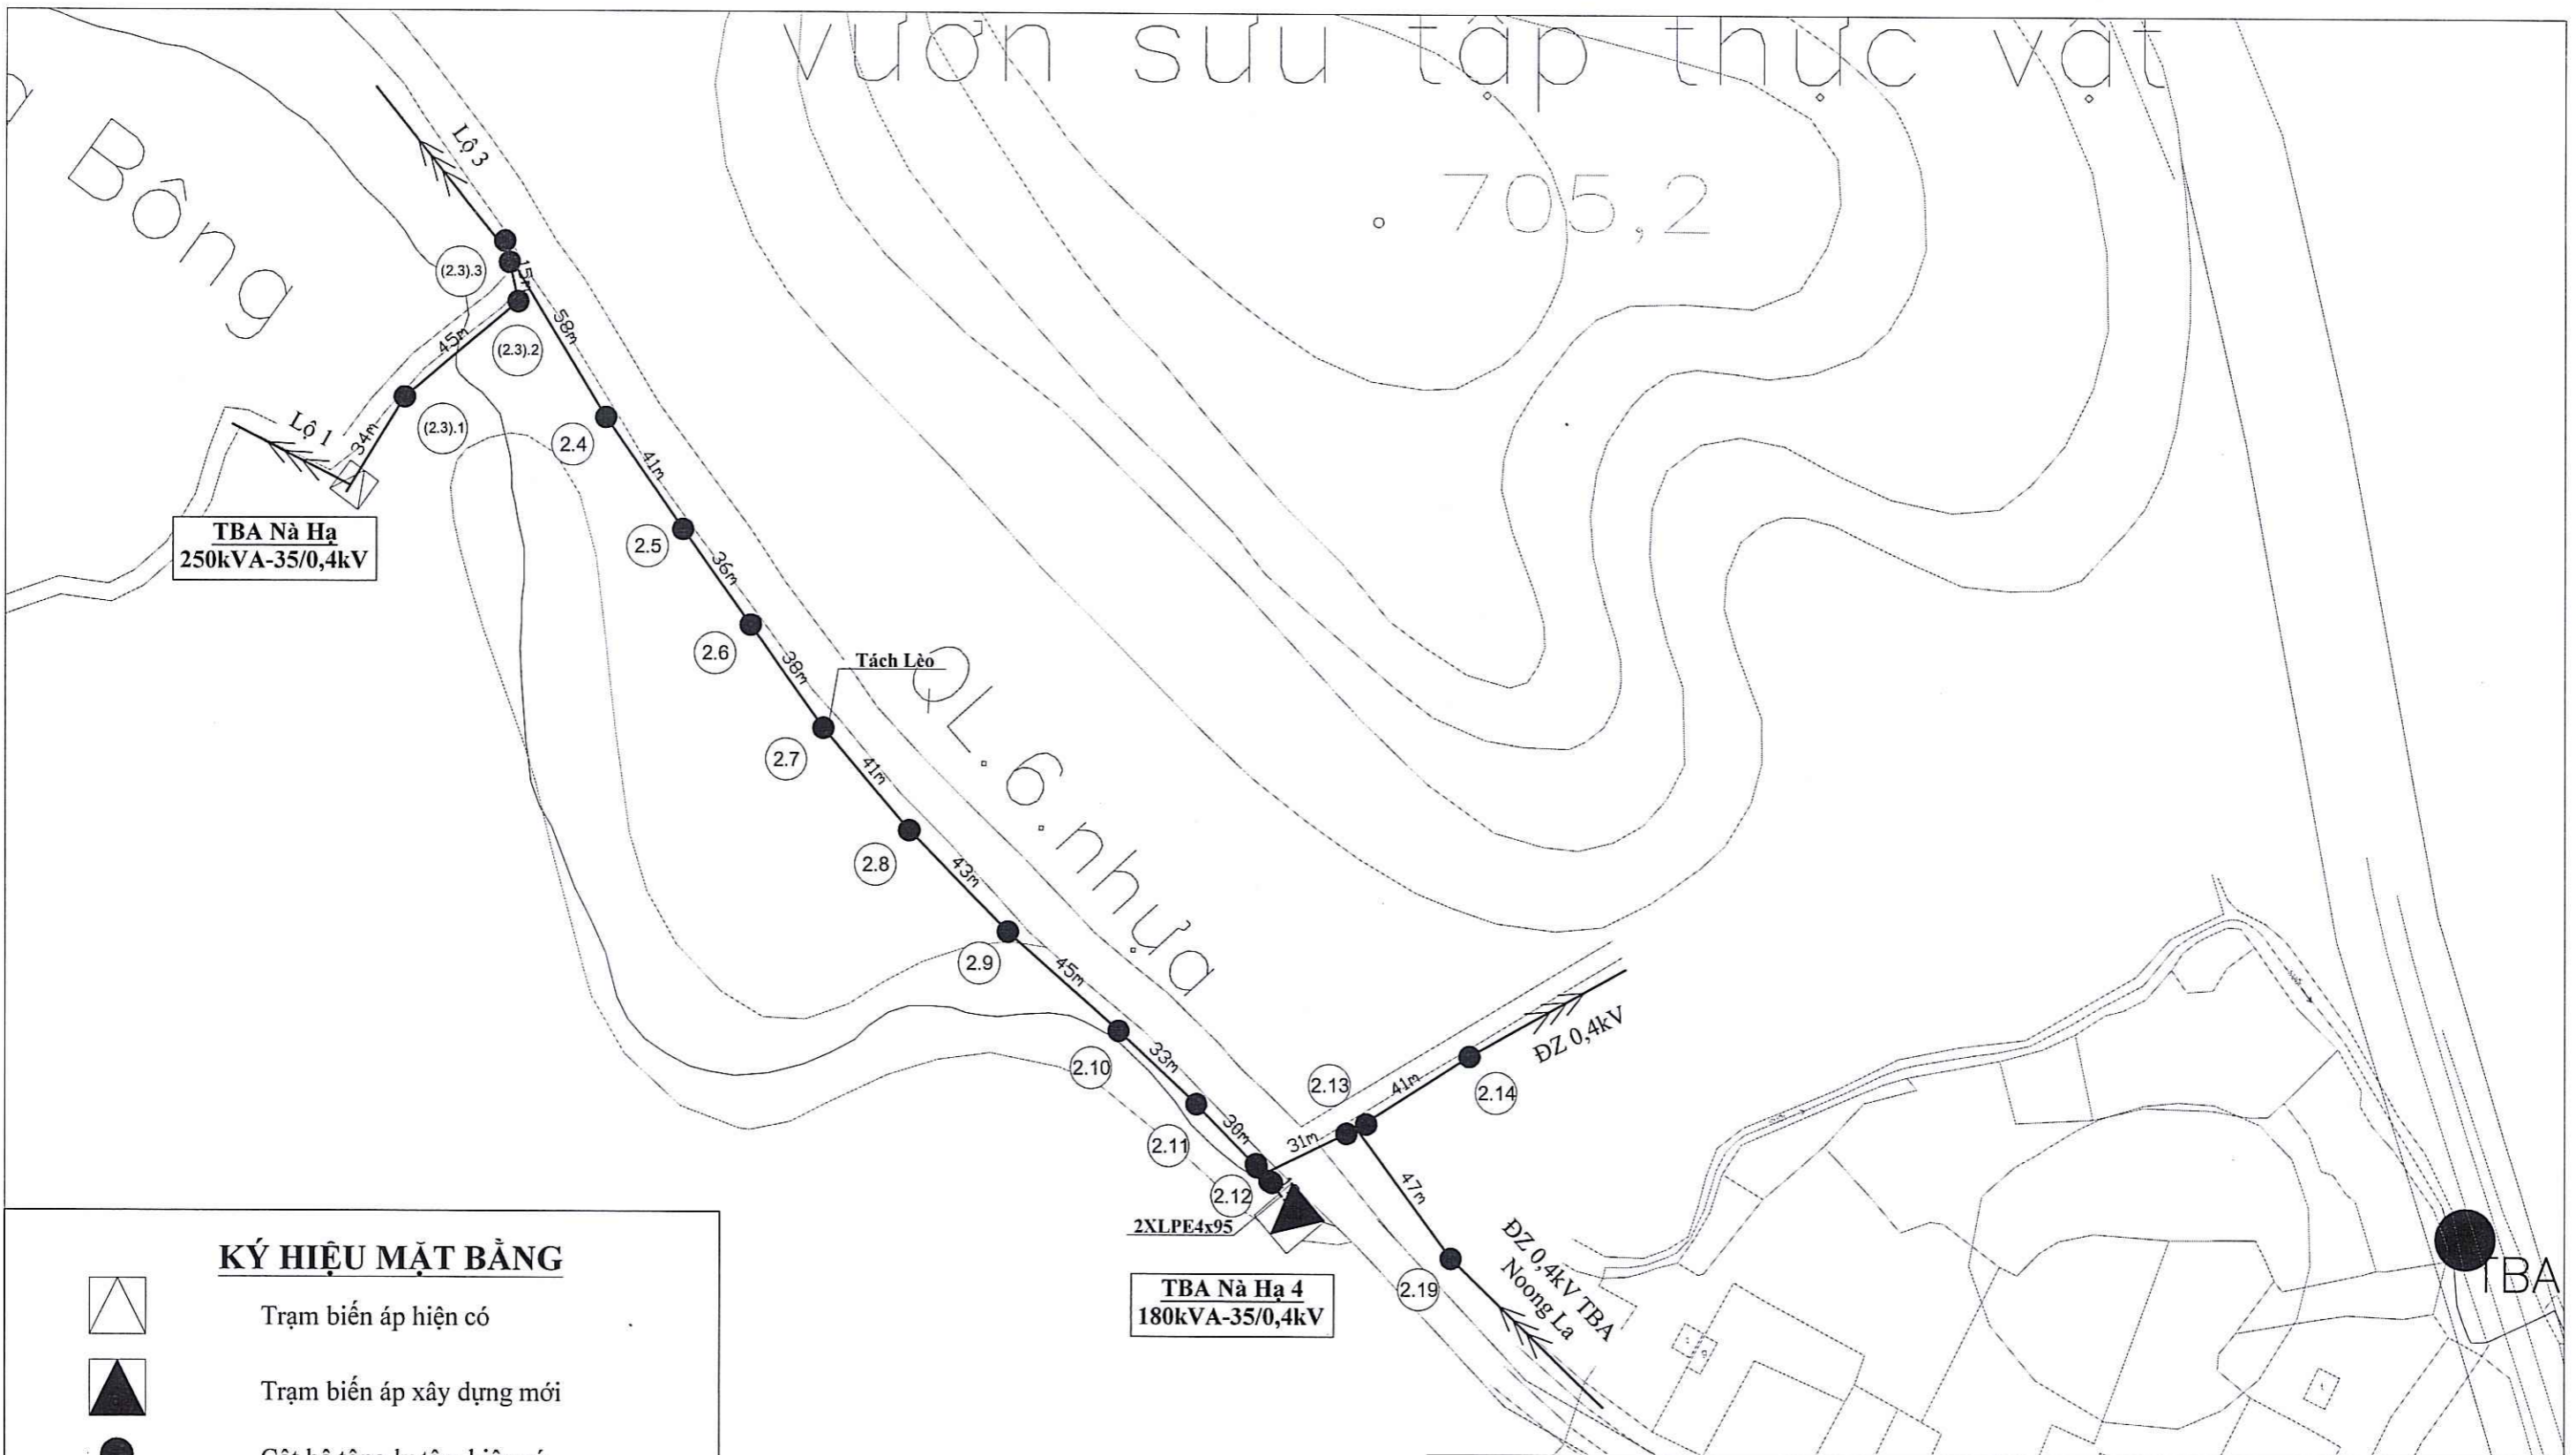 vườn sưu tập thực vật
Bông
705,2
Lộ 3
(2.3).3
15m
58m
45m
(2.3).2
(2.3).1
Lộ 1
34m
TBA Nà Hạ
250kVA-35/0,4kV
2.4
41m
2.5
36m
2.6
38m
Tách Lèo
2.7
41m
QL.6.nhựa
2.8
43m
2.9
45m
2.10
33m
2.11
30m
2.12
2XLPE4x95
TBA Nà Hạ 4
180kVA-35/0,4kV
31m
2.13
41m
2.14
ĐZ 0,4kV
47m
2.19
ĐZ 0,4kV TBA
Noong La
TBA
KÝ HIỆU MẶT BẰNG
Trạm biến áp hiện có
Trạm biến áp xây dựng mới